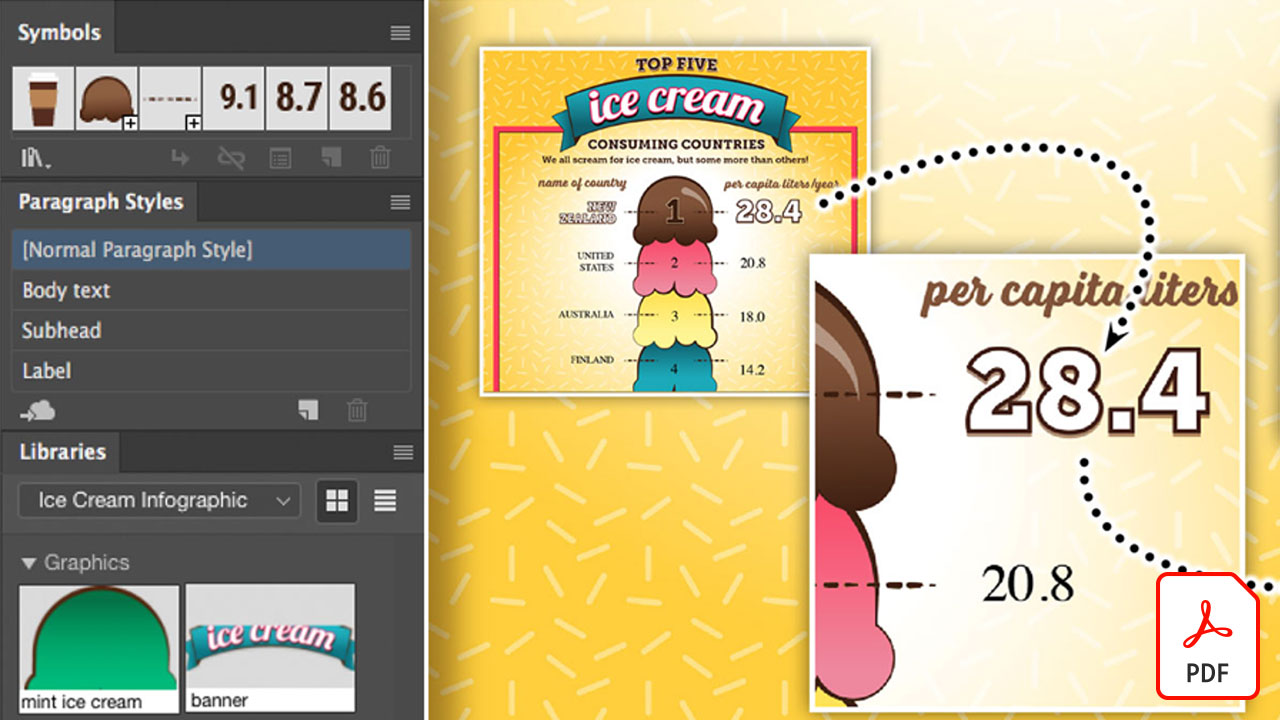 Symbols
9.1 8.7 8.6
Paragraph Styles
[Normal Paragraph Style]
Body text
Subhead
Label
Libraries
Ice Cream Infographic
Graphics
ice cream
mint ice cream
banner
TOP FIVE
ice cream
CONSUMING COUNTRIES
We all scream for ice cream, but some more than others!
name of country
per capita liters/year
NEW
ZEALAND
1
28.4
UNITED
STATES
2
20.8
AUSTRALIA
3
18.0
FINLAND
4
14.2
per capita liters
28.4
20.8
PDF